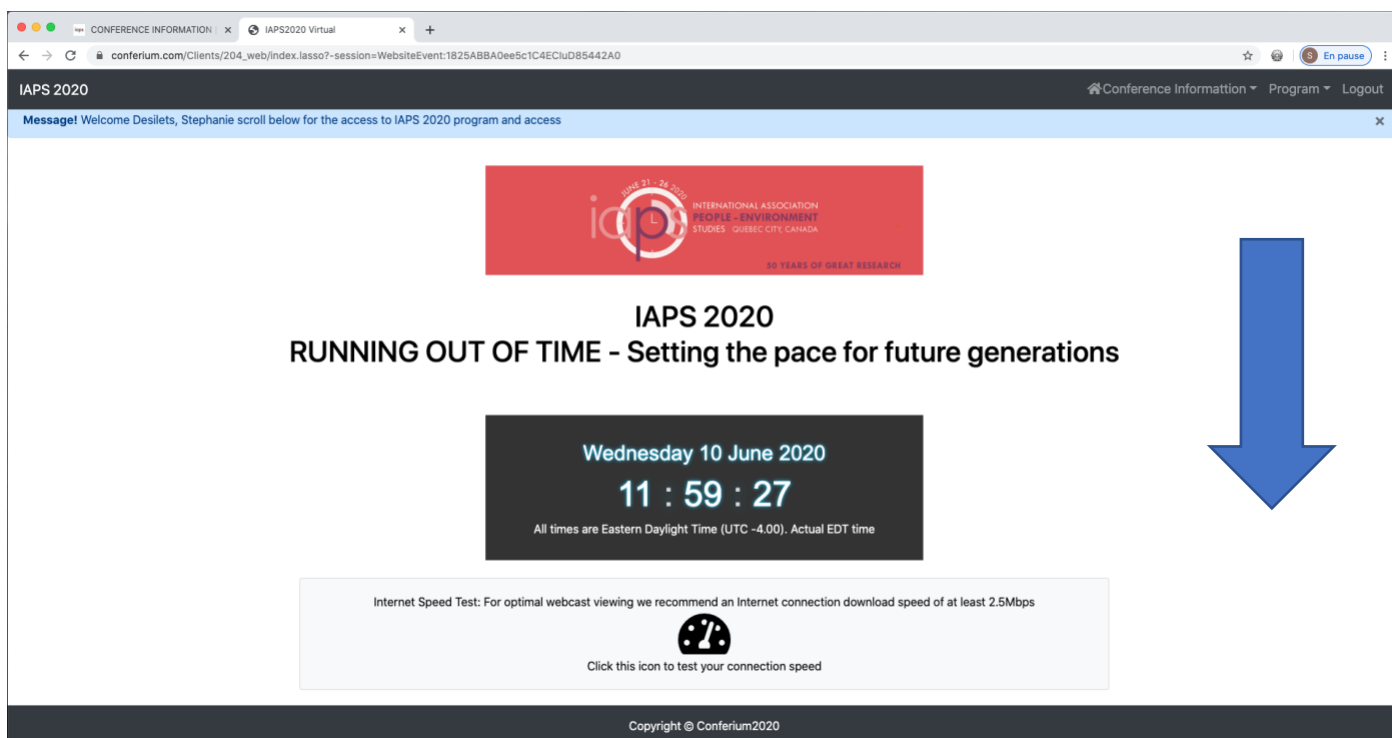 CONFERENCE INFORMATION
IAPS2020 Virtual
conferium.com/Clients/204_web/index.lasso?-session=WebsiteEvent:1825ABBA0ee5c1C4ECIuD85442A0
S En pause
IAPS 2020
Conference Informattion Program Logout
Message! Welcome Desilets, Stephanie scroll below for the access to IAPS 2020 program and access
JUNE 21 - 26 2020
iaps
INTERNATIONAL ASSOCIATION
PEOPLE - ENVIRONMENT
STUDIES QUEBEC CITY, CANADA
30 YEARS OF GREAT RESEARCH
IAPS 2020
RUNNING OUT OF TIME - Setting the pace for future generations
Wednesday 10 June 2020
11 : 59 : 27
All times are Eastern Daylight Time (UTC -4.00). Actual EDT time
Internet Speed Test: For optimal webcast viewing we recommend an Internet connection download speed of at least 2.5Mbps
Click this icon to test your connection speed
Copyright © Conferium2020